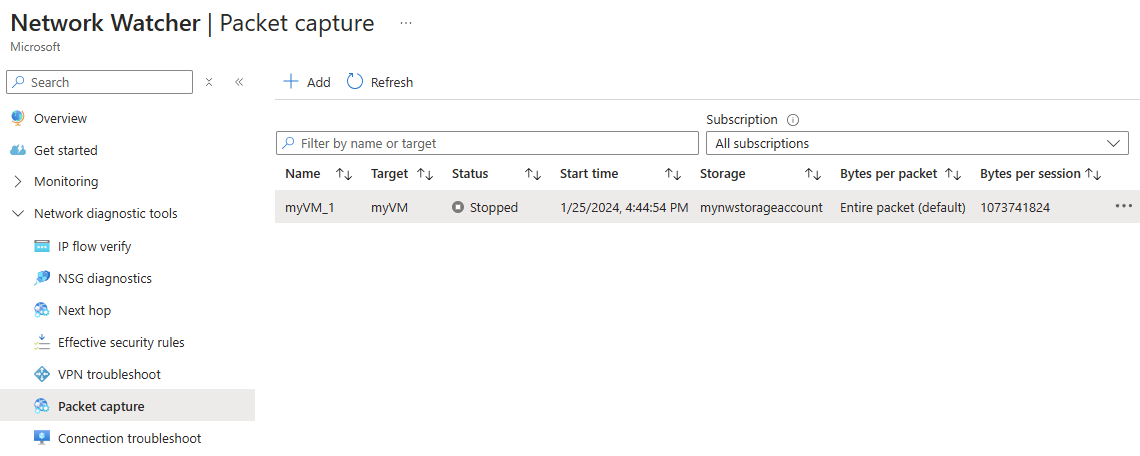 Network Watcher | Packet capture ...
Microsoft
Search
Add Refresh
Overview
Get started
Monitoring
Network diagnostic tools
IP flow verify
NSG diagnostics
Next hop
Effective security rules
VPN troubleshoot
Packet capture
Connection troubleshoot
Subscription
Filter by name or target All subscriptions
Name Target Status Start time Storage Bytes per packet Bytes per session
myVM_1 myVM Stopped 1/25/2024, 4:44:54 PM mynwstorageaccount Entire packet (default) 1073741824 ...